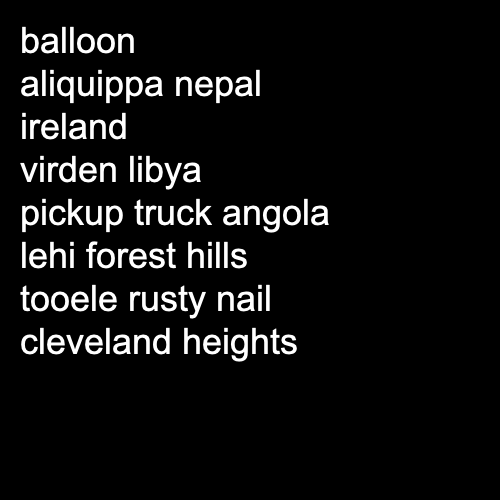 balloon
aliquippa nepal
ireland
virden libya
pickup truck angola
lehi forest hills
tooele rusty nail
cleveland heights